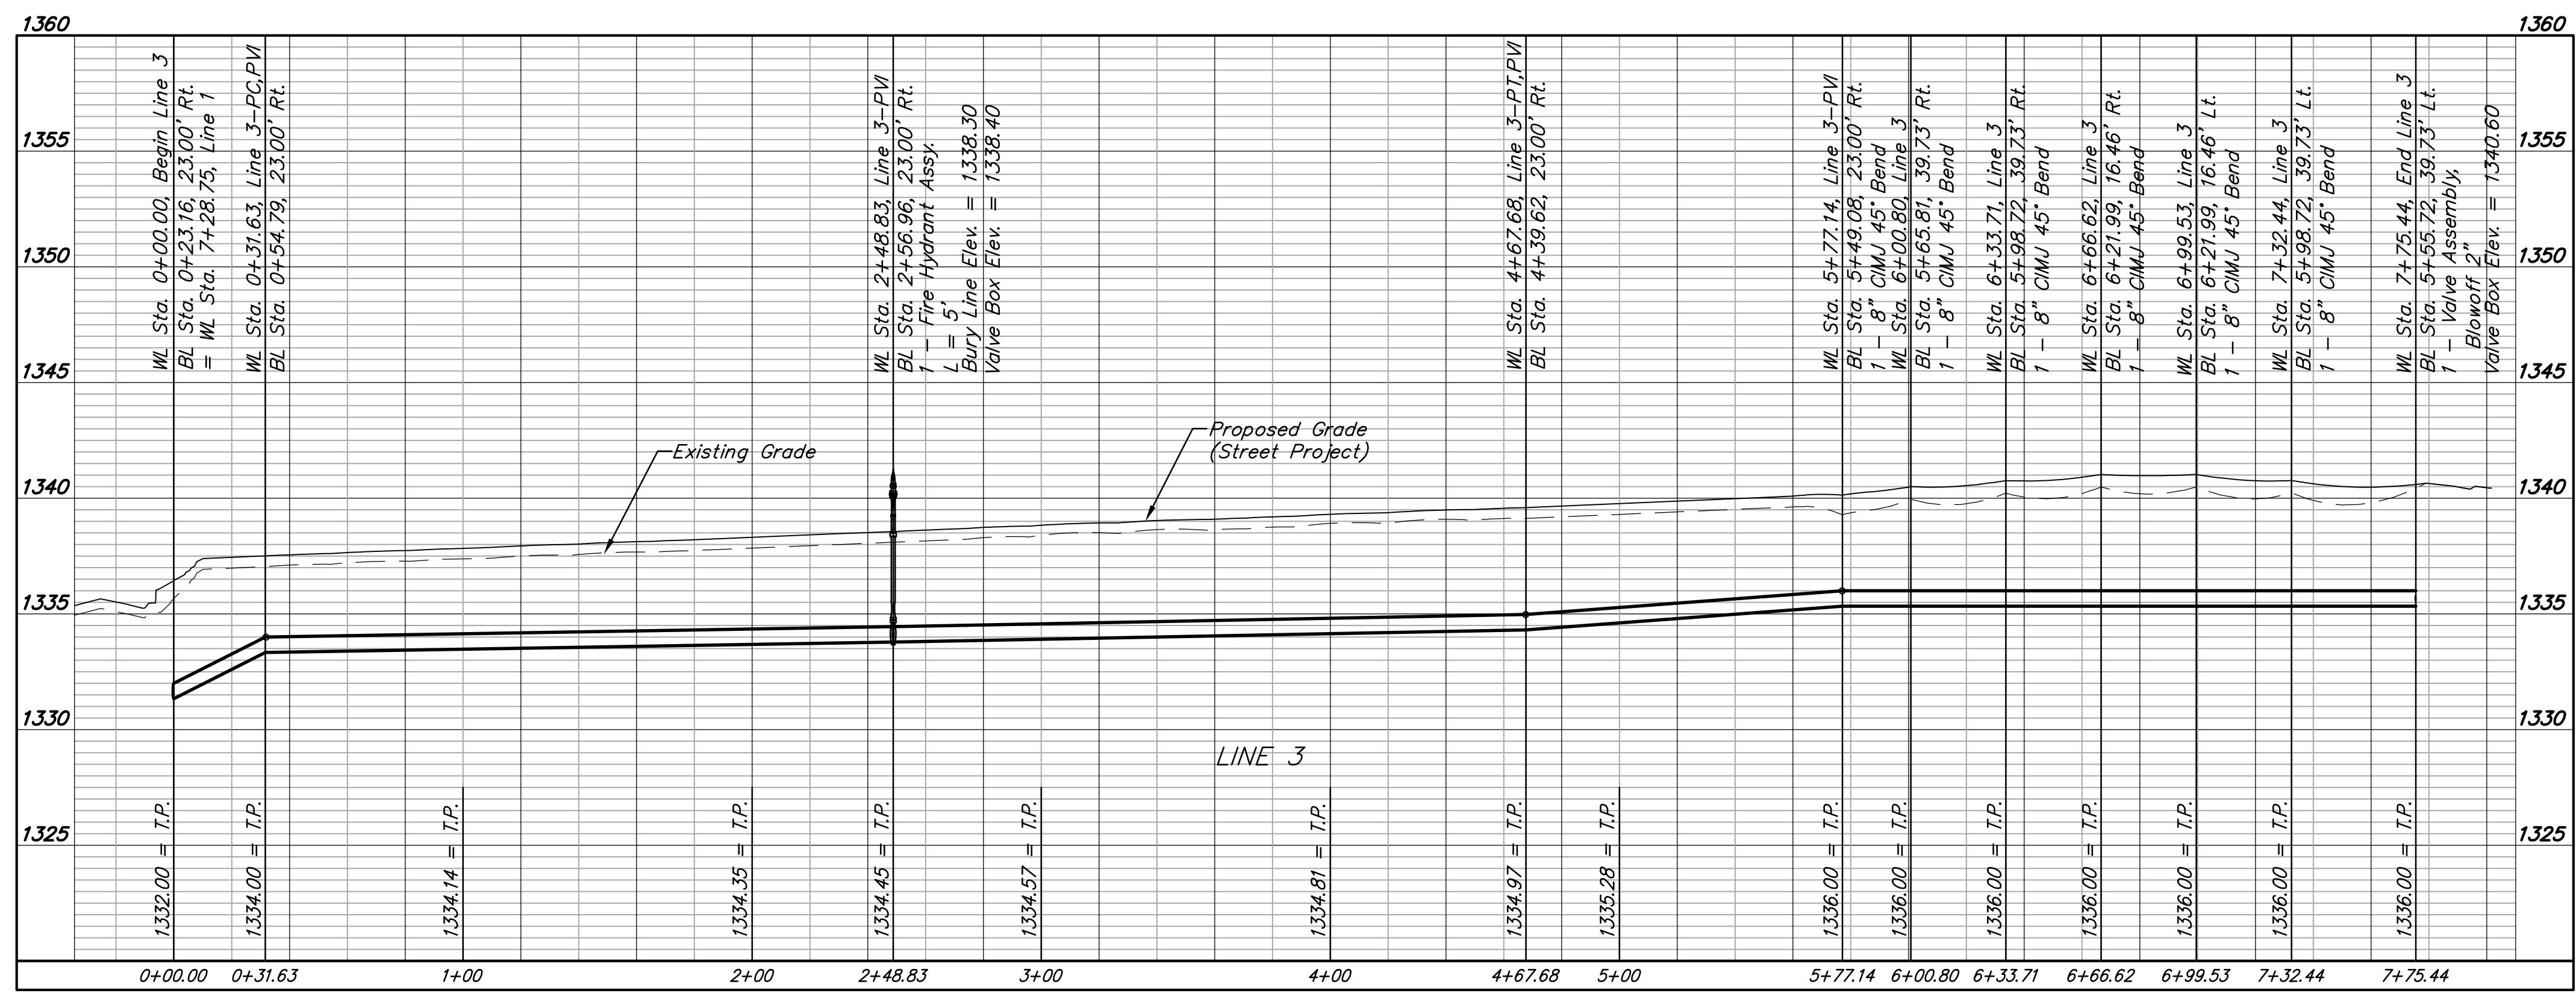 1360
1360
1355
1355
1350
1350
1345
1345
1340
1340
1335
1335
1330
1330
1325
1325
WL Sta. 0+00.00, Begin Line 3
BL Sta. 0+23.16, 23.00' Rt.
= WL Sta. 7+28.75, Line 1
WL Sta. 0+31.63, Line 3-PC,PVI
BL Sta. 0+54.79, 23.00' Rt.
WL Sta. 2+48.83, Line 3-PVI
BL Sta. 2+56.96, 23.00' Rt.
1 - Fire Hydrant Assy.
L = 5'
Bury Line Elev. = 1338.30
Valve Box Elev. = 1338.40
WL Sta. 4+67.68, Line 3-PT,PVI
BL Sta. 4+39.62, 23.00' Rt.
WL Sta. 5+77.14, Line 3-PVI
BL Sta. 5+49.08, 23.00' Rt.
1 - 8" CIMJ 45° Bend
WL Sta. 6+00.80, Line 3
BL Sta. 5+65.81, 39.73' Rt.
1 - 8" CIMJ 45° Bend
WL Sta. 6+33.71, Line 3
BL Sta. 5+98.72, 39.73' Rt.
1 - 8" CIMJ 45° Bend
WL Sta. 6+66.62, Line 3
BL Sta. 6+21.99, 16.46' Rt.
1 - 8" CIMJ 45° Bend
WL Sta. 6+99.53, Line 3
BL Sta. 6+21.99, 16.46' Lt.
1 - 8" CIMJ 45° Bend
WL Sta. 7+32.44, Line 3
BL Sta. 5+98.72, 39.73' Lt.
1 - 8" CIMJ 45° Bend
WL Sta. 7+75.44, End Line 3
BL Sta. 5+55.72, 39.73' Lt.
1 - Valve Assembly,
Blowoff 2"
Valve Box Elev. = 1340.60
Existing Grade
Proposed Grade
(Street Project)
LINE 3
1332.00 = T.P.
1334.00 = T.P.
1334.14 = T.P.
1334.35 = T.P.
1334.45 = T.P.
1334.57 = T.P.
1334.81 = T.P.
1334.97 = T.P.
1335.28 = T.P.
1336.00 = T.P.
1336.00 = T.P.
1336.00 = T.P.
1336.00 = T.P.
1336.00 = T.P.
1336.00 = T.P.
1336.00 = T.P.
0+00.00 0+31.63 1+00 2+00 2+48.83 3+00 4+00 4+67.68 5+00 5+77.14 6+00.80 6+33.71 6+66.62 6+99.53 7+32.44 7+75.44